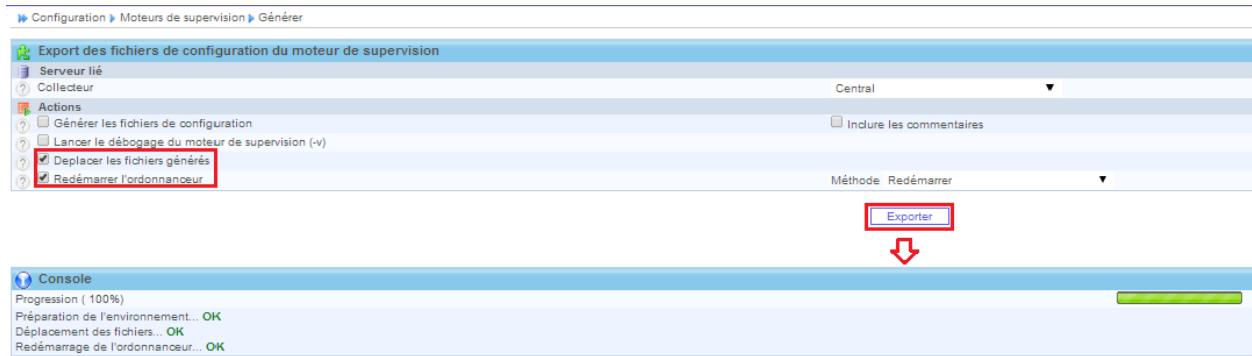 Configuration Moteurs de supervision Générer
Export des fichiers de configuration du moteur de supervision
Serveur lié
Collecteur Central
Actions
Générer les fichiers de configuration Inclure les commentaires
Lancer le débogage du moteur de supervision (-v)
Deplacer les fichiers générés
Redémarrer l'ordonnanceur Méthode Redémarrer
Exporter
Console
Progression ( 100%)
Préparation de l'environnement... OK
Déplacement des fichiers... OK
Redémarrage de l'ordonnanceur... OK